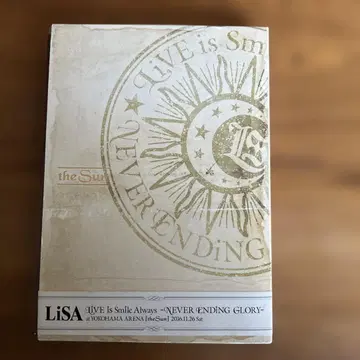 LiVE is Sm
NEVER ENDiNG
the Sun
LiSA LiVE is Smile Always ~NEVER ENDiNG GLORY~
at YOKOHAMA ARENA [the Sun] 2016.11.26 Sat